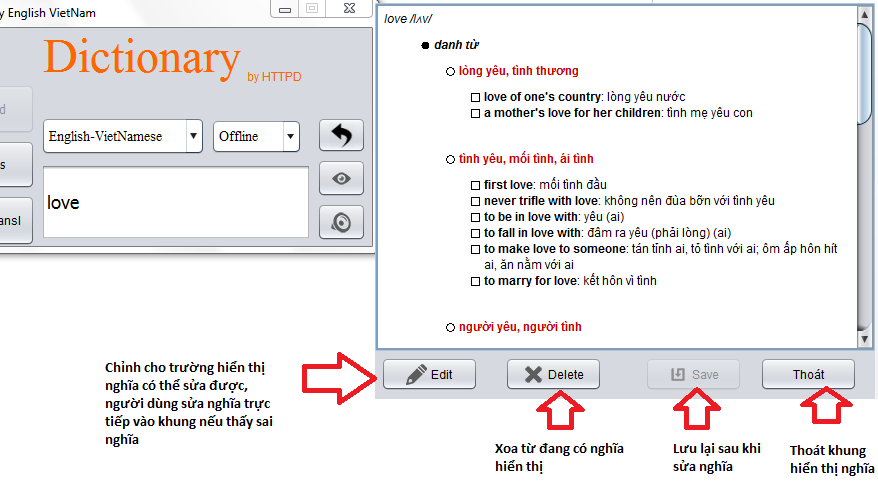 y English VietNam
Dictionary by HTTPD
d
English-VietNamese
Offline
s
love
ansl
love /lʌv/
danh từ
lòng yêu, tình thương
love of one's country: lòng yêu nước
a mother's love for her children: tình mẹ yêu con
tình yêu, mối tình, ái tình
first love: mối tình đầu
never trifle with love: không nên đùa bỡn với tình yêu
to be in love with: yêu (ai)
to fall in love with: đâm ra yêu (phải lòng) (ai)
to make love to someone: tán tỉnh ai, tỏ tình với ai; ôm ấp hôn hít
ai, ăn nằm với ai
to marry for love: kết hôn vì tình
người yêu, người tình
Edit
Delete
Save
Thoát
Chỉnh cho trường hiển thị
nghĩa có thể sửa được,
người dùng sửa nghĩa trực
tiếp vào khung nếu thấy sai
nghĩa
Xoa từ đang có nghĩa
hiển thị
Lưu lại sau khi
sửa nghĩa
Thoát khung
hiển thị nghĩa